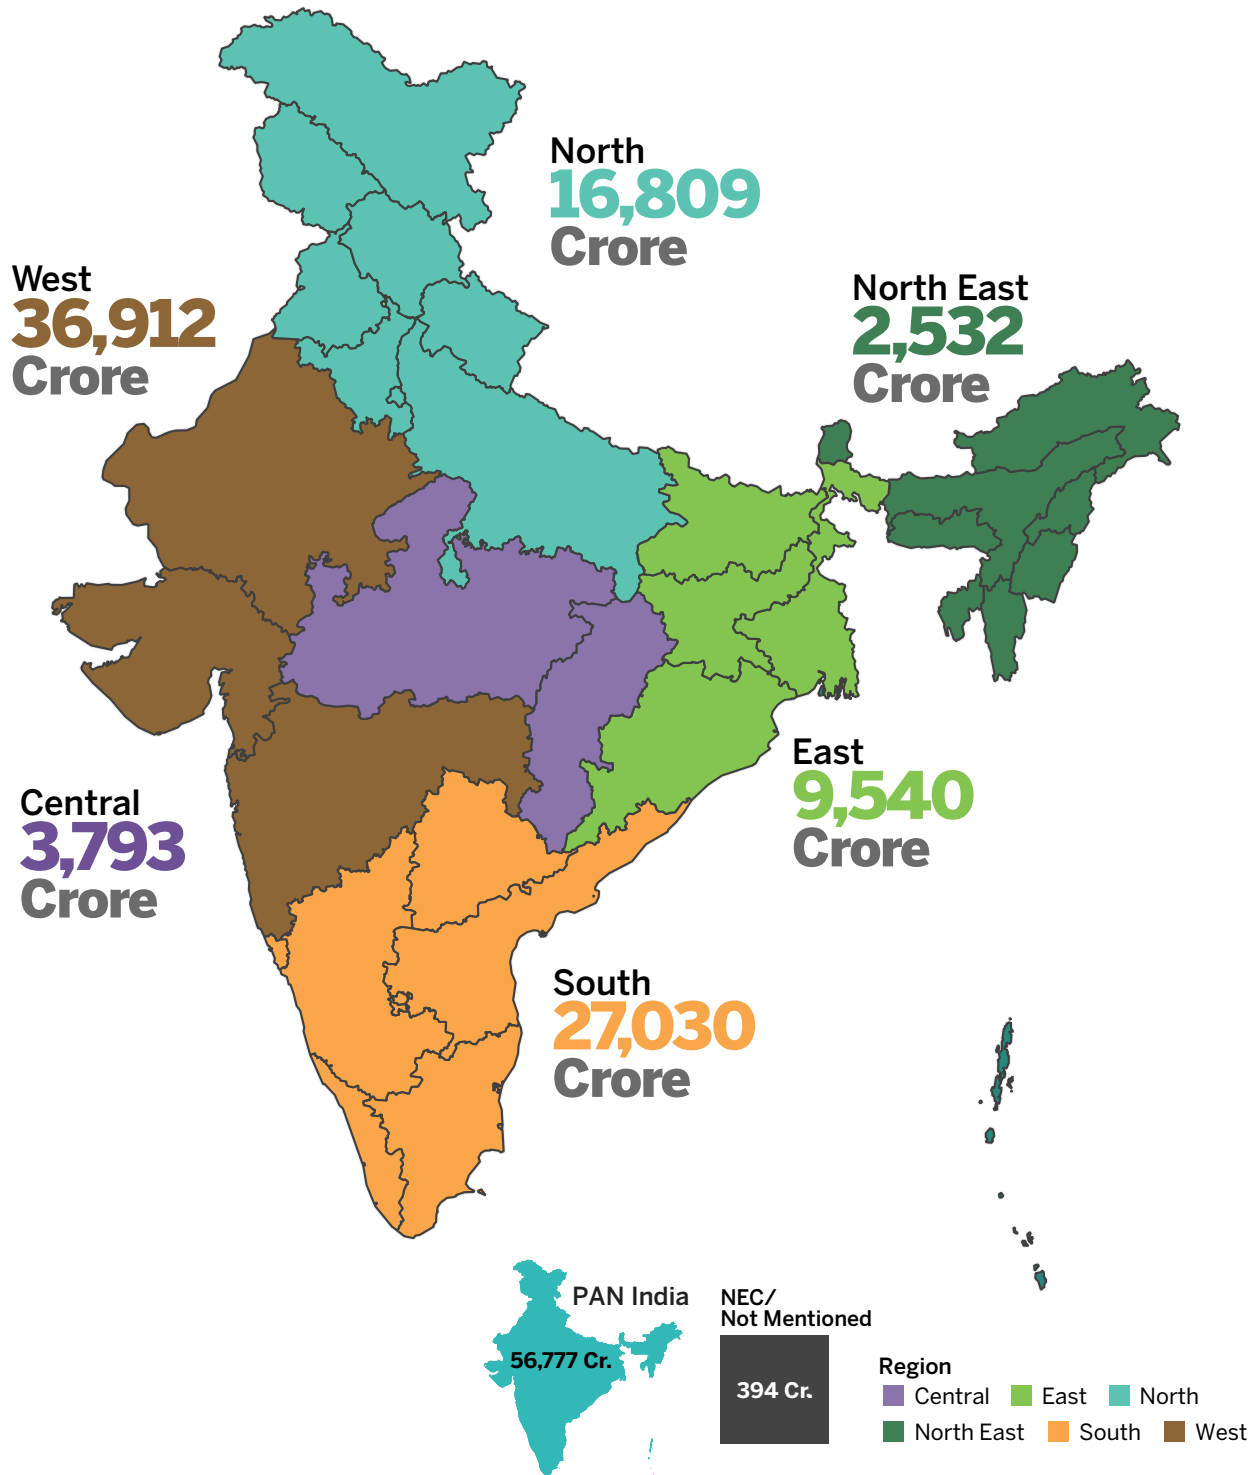 North
16,809
Crore
West
36,912
Crore
North East
2,532
Crore
East
9,540
Crore
Central
3,793
Crore
South
27,030
Crore
PAN India
56,777 Cr.
NEC/
Not Mentioned
394 Cr.
Region
Central East North
North East South West